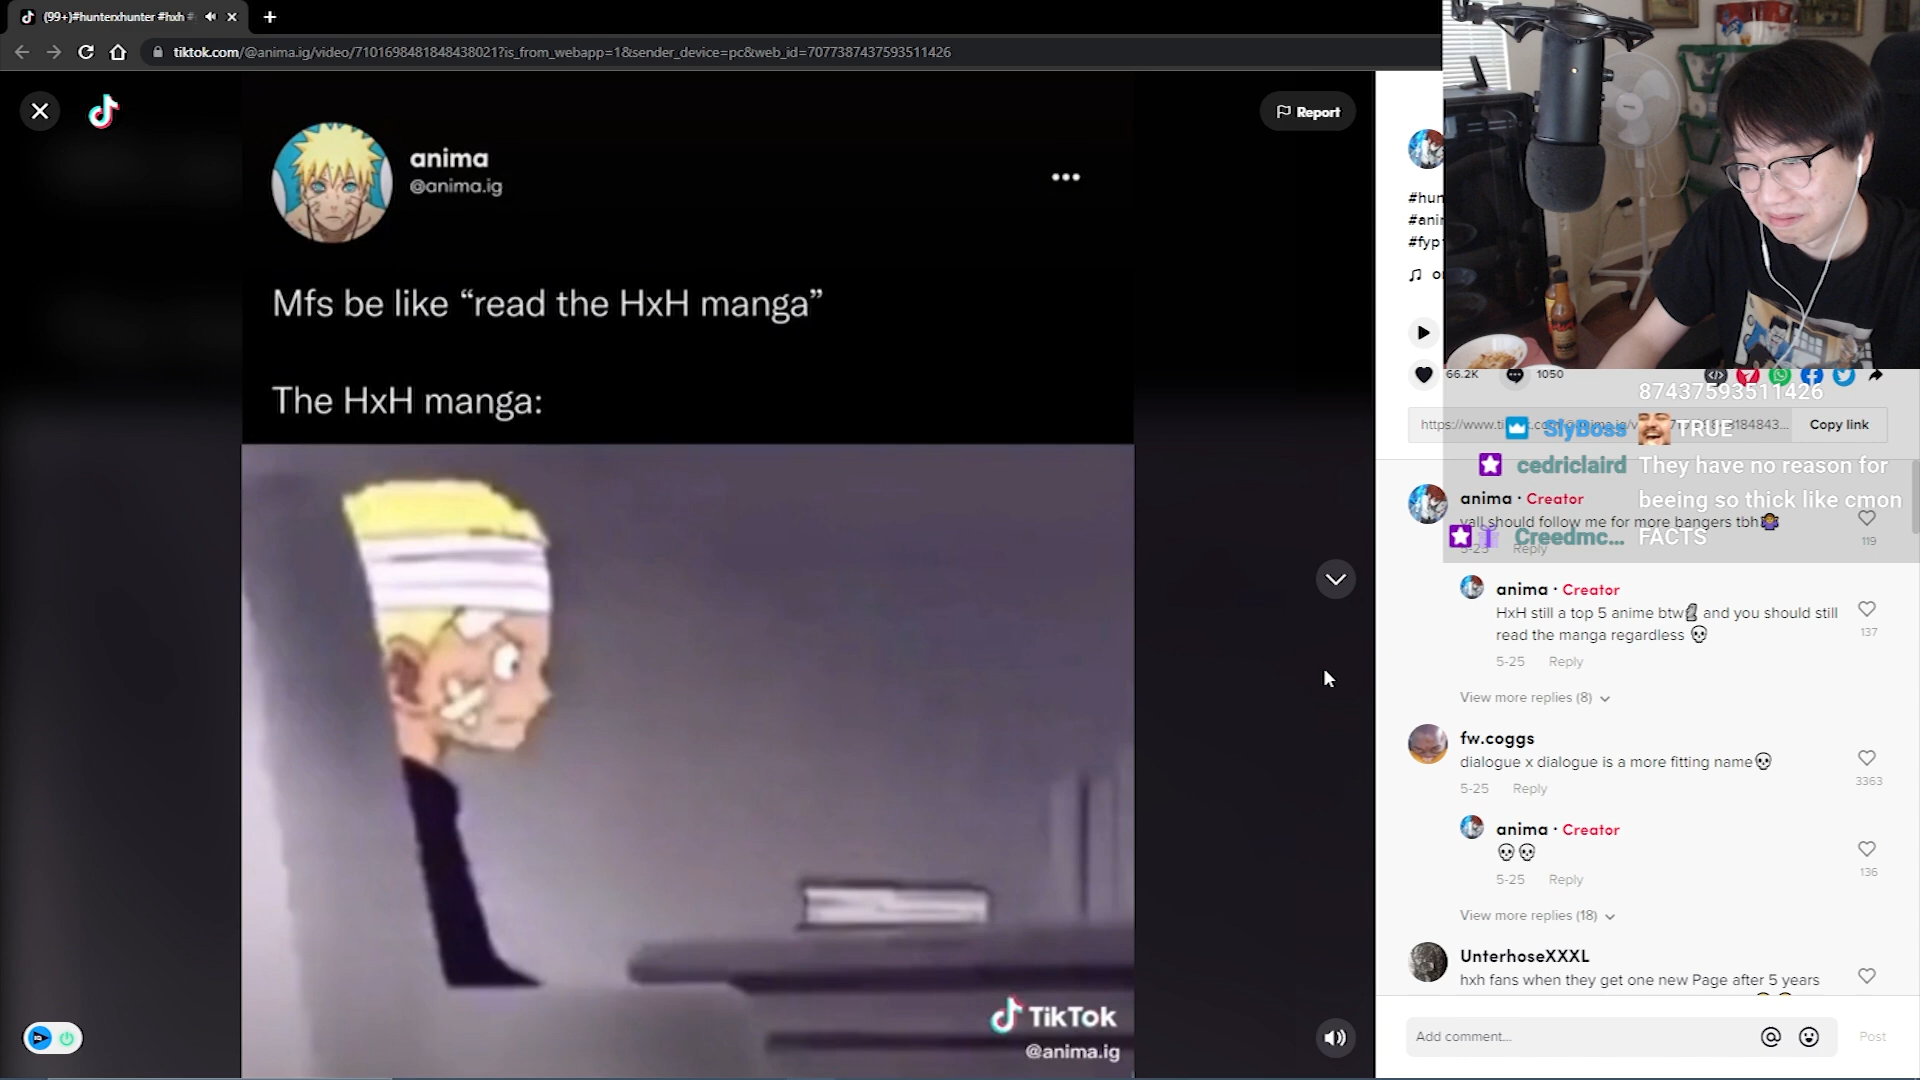 (99+)#hunterxhunter #hxh #
tiktok.com/@anima.ig/video/7101698481848438021?is_from_webapp=1&sender_device=pc&web_id=7077387437593511426
Report
anima
@anima.ig
Mfs be like “read the HxH manga”
The HxH manga:
TikTok
@anima.ig
#hun
#anim
#fyp
66.2K
1050
87437593511426
Copy link
SlyBoss TRUE
cedriclaird They have no reason for
beeing so thick like cmon
Creedmc... FACTS
anima · Creator
yall should follow me for more bangers tbh
5-25 Reply
119
anima · Creator
HxH still a top 5 anime btw and you should still
read the manga regardless
137
5-25 Reply
View more replies (8)
fw.coggs
dialogue x dialogue is a more fitting name
3363
5-25 Reply
anima · Creator
136
5-25 Reply
View more replies (18)
UnterhoseXXXL
hxh fans when they get one new Page after 5 years
Add comment...
@
Post